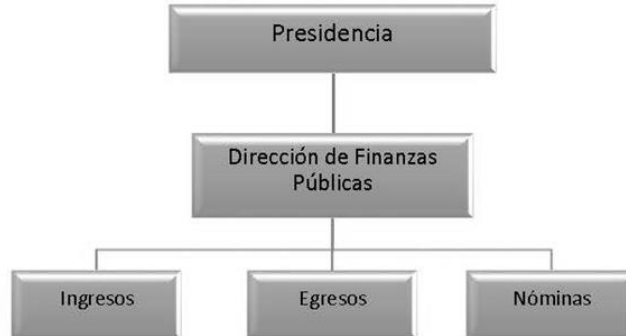 Presidencia
Dirección de Finanzas
Públicas
Ingresos
Egresos
Nóminas